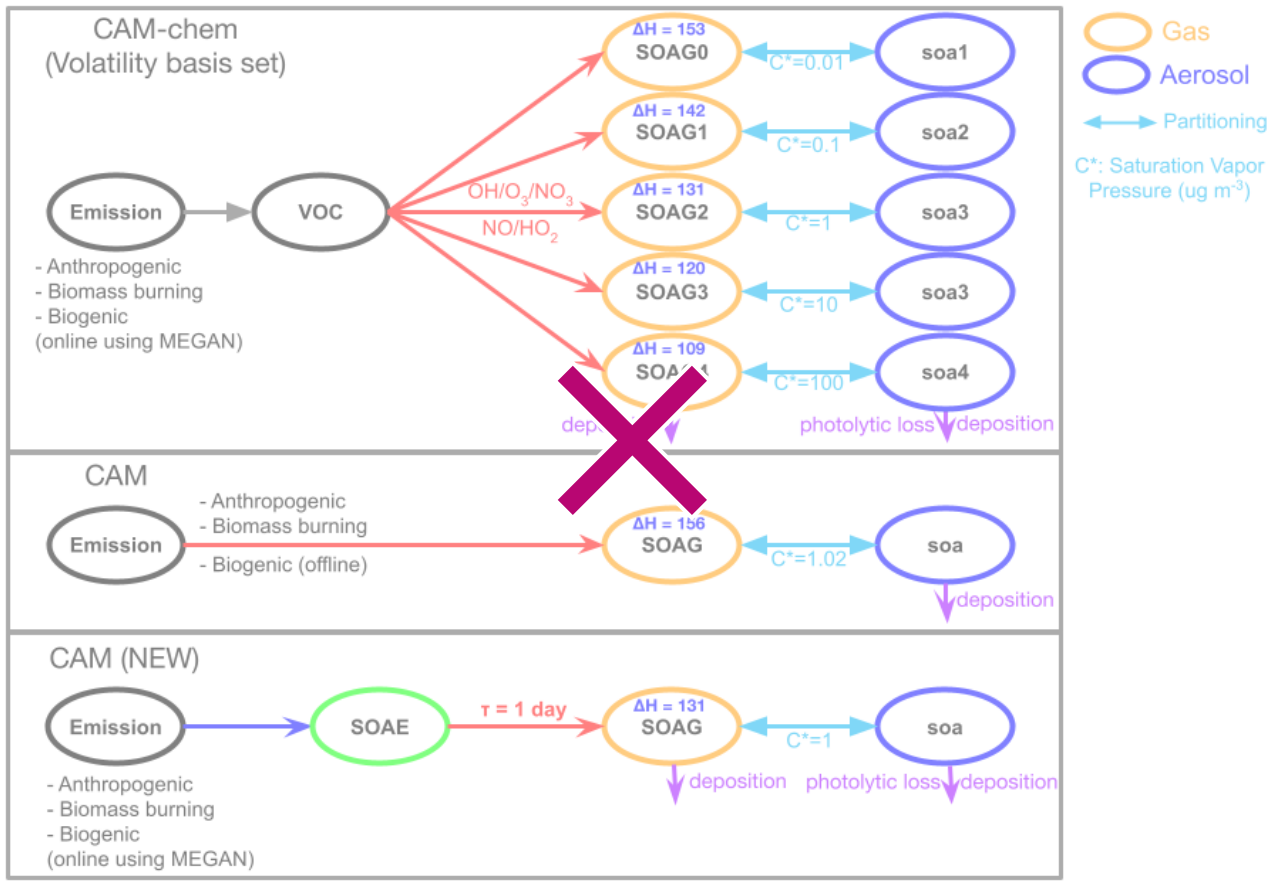 CAM-chem
(Volatility basis set)
Emission
VOC
- Anthropogenic
- Biomass burning
- Biogenic
(online using MEGAN)
OH/O₃/NO₃
NO/HO₂
ΔH = 153
SOAG0
C*=0.01
soa1
ΔH = 142
SOAG1
C*=0.1
soa2
ΔH = 131
SOAG2
C*=1
soa3
ΔH = 120
SOAG3
C*=10
soa3
ΔH = 109
C*=100
soa4
photolytic loss
deposition
Gas
Aerosol
Partitioning
C*: Saturation Vapor
Pressure (ug m⁻³)
CAM
Emission
- Anthropogenic
- Biomass burning
- Biogenic (offline)
ΔH = 156
SOAG
C*=1.02
soa
deposition
CAM (NEW)
Emission
SOAE
τ = 1 day
ΔH = 131
SOAG
C*=1
soa
- Anthropogenic
- Biomass burning
- Biogenic
(online using MEGAN)
deposition
photolytic loss
deposition